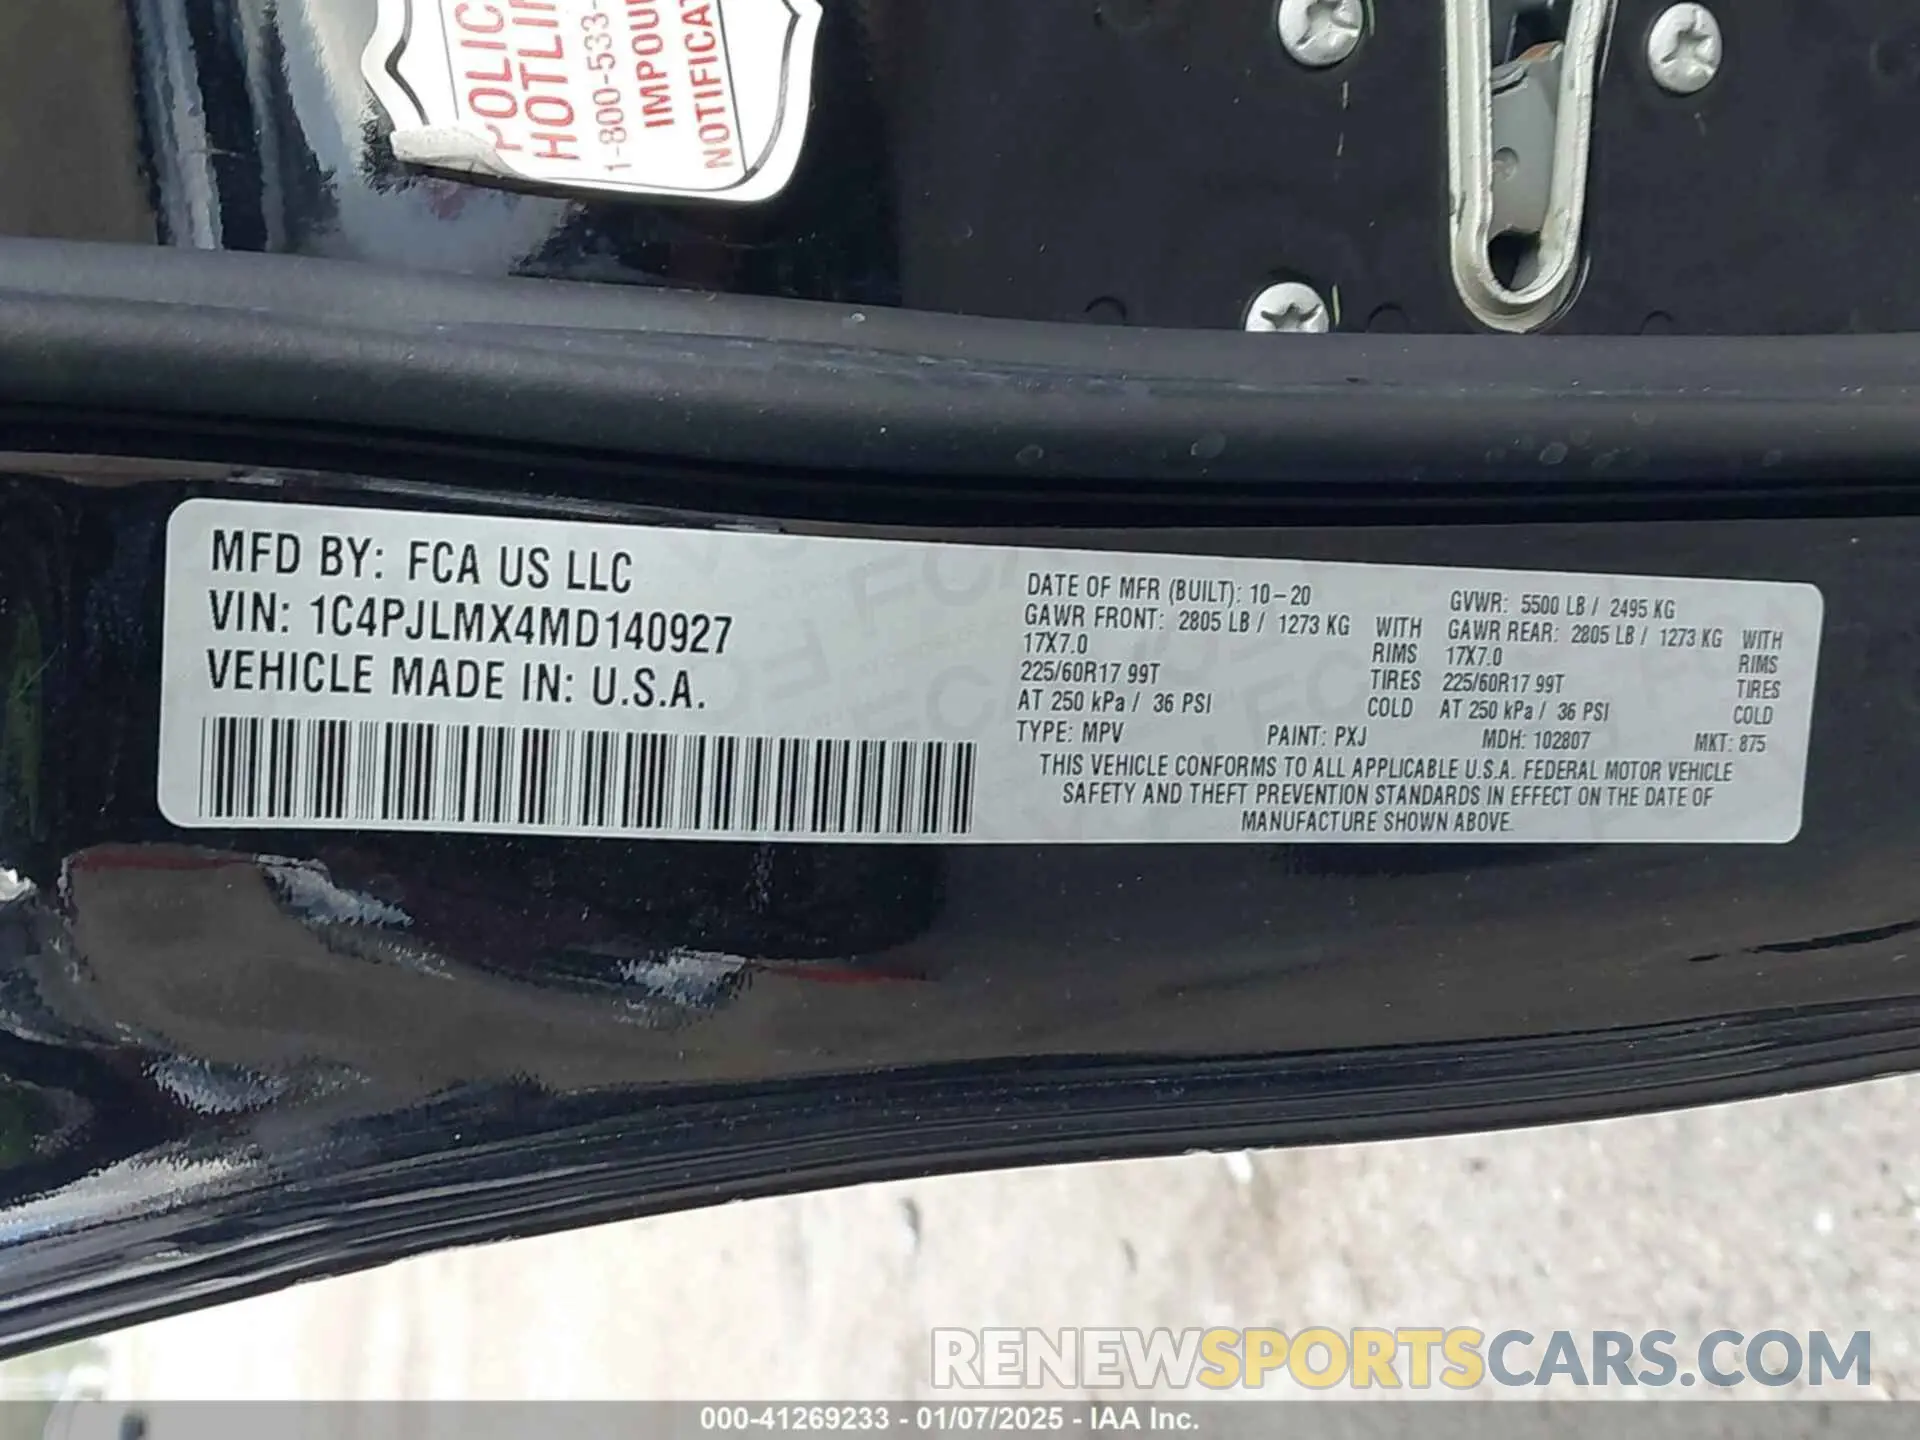 POLICE
HOTLIN
1-800-533-
IMPOU
NOTIFICAT
MFD BY: FCA US LLC
VIN: 1C4PJLMX4MD140927
VEHICLE MADE IN: U.S.A.
DATE OF MFR (BUILT): 10-20 GVWR: 5500 LB / 2495 KG
GAWR FRONT: 2805 LB / 1273 KG WITH GAWR REAR: 2805 LB / 1273 KG WITH
17X7.0 RIMS 17X7.0 RIMS
225/60R17 99T TIRES 225/60R17 99T TIRES
AT 250 kPa / 36 PSI COLD AT 250 kPa / 36 PSI COLD
TYPE: MPV PAINT: PXJ MDH: 102807 MKT: 875
THIS VEHICLE CONFORMS TO ALL APPLICABLE U.S.A. FEDERAL MOTOR VEHICLE
SAFETY AND THEFT PREVENTION STANDARDS IN EFFECT ON THE DATE OF
MANUFACTURE SHOWN ABOVE.
RENEWSPORTSCARS.COM
000-41269233 - 01/07/2025 - IAA Inc.